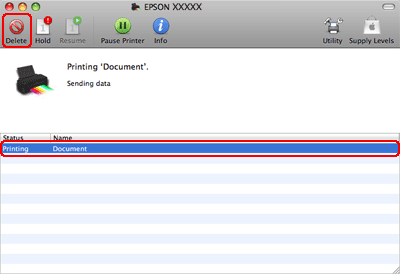 EPSON XXXXX
Delete Hold Resume Pause Printer Info Utility Supply Levels
Printing 'Document'.
Sending data
Status Name
Printing Document